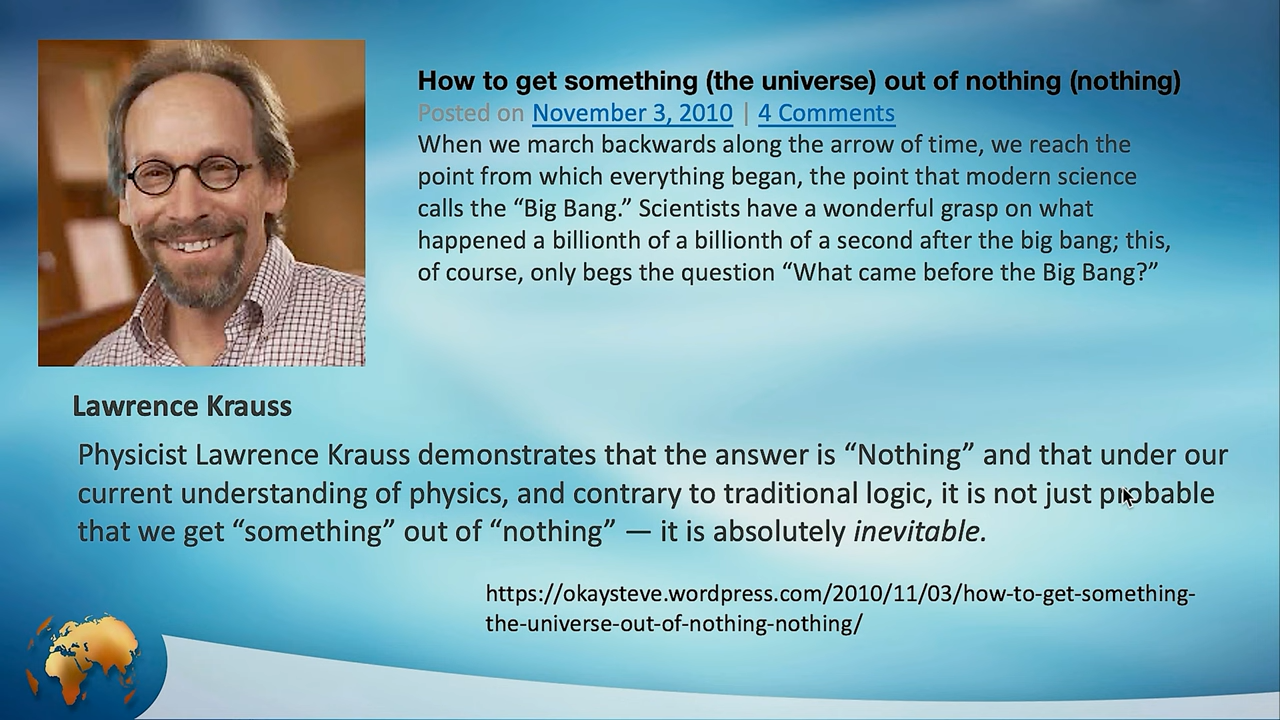 How to get something (the universe) out of nothing (nothing)
Posted on November 3, 2010 | 4 Comments
When we march backwards along the arrow of time, we reach the
point from which everything began, the point that modern science
calls the “Big Bang.” Scientists have a wonderful grasp on what
happened a billionth of a billionth of a second after the big bang; this,
of course, only begs the question “What came before the Big Bang?”
Lawrence Krauss
Physicist Lawrence Krauss demonstrates that the answer is “Nothing” and that under our
current understanding of physics, and contrary to traditional logic, it is not just probable
that we get “something” out of “nothing” — it is absolutely inevitable.
https://okaysteve.wordpress.com/2010/11/03/how-to-get-something-
the-universe-out-of-nothing-nothing/